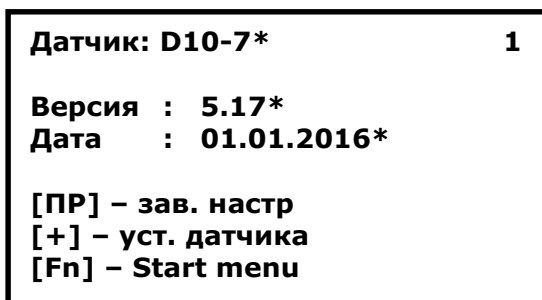 Датчик: D10-7* 1
Версия : 5.17*
Дата : 01.01.2016*
[ПР] – зав. настр
[+] – уст. датчика
[Fn] – Start menu